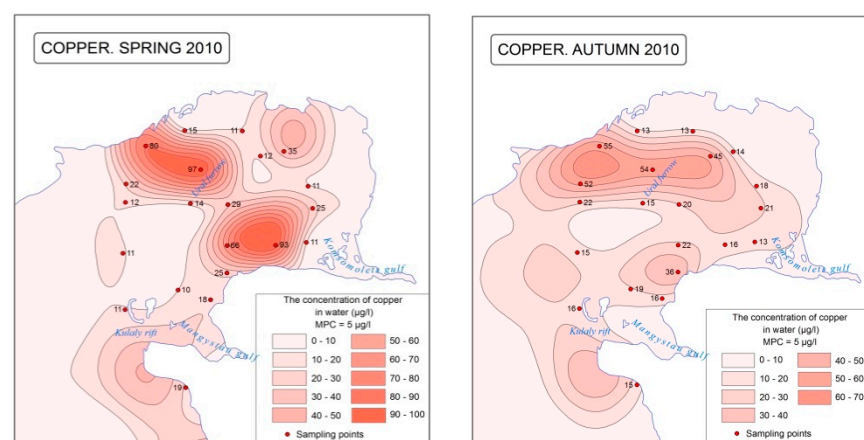 COPPER. SPRING 2010
15
11
80
12
35
97
Ural furrow
22
11
12
14
29
25
66
93
11
11
Komsomolets gulf
25
10
18
11
Kulaly rift
Mangystau gulf
19
The concentration of copper
in water (µg/l)
MPC = 5 µg/l
0 - 10
50 - 60
10 - 20
60 - 70
20 - 30
70 - 80
30 - 40
80 - 90
40 - 50
90 - 100
Sampling points
COPPER. AUTUMN 2010
13
13
55
14
45
54
Ural furrow
52
18
22
15
20
21
15
22
16
13
Komsomolets gulf
36
19
16
16
Kulaly rift
Mangystau gulf
15
The concentration of copper
in water (µg/l)
MPC = 5 µg/l
0 - 10
40 - 50
10 - 20
50 - 60
20 - 30
60 - 70
30 - 40
Sampling points